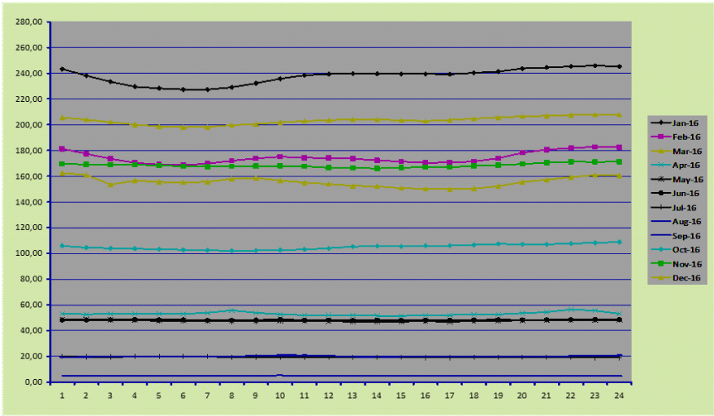 280,00
260,00
240,00
220,00
200,00
180,00
160,00
140,00
120,00
100,00
80,00
60,00
40,00
20,00
0,00
1 2 3 4 5 6 7 8 9 10 11 12 13 14 15 16 17 18 19 20 21 22 23 24
Jan-16
Feb-16
Mar-16
Apr-16
May-16
Jun-16
Jul-16
Aug-16
Sep-16
Oct-16
Nov-16
Dec-16